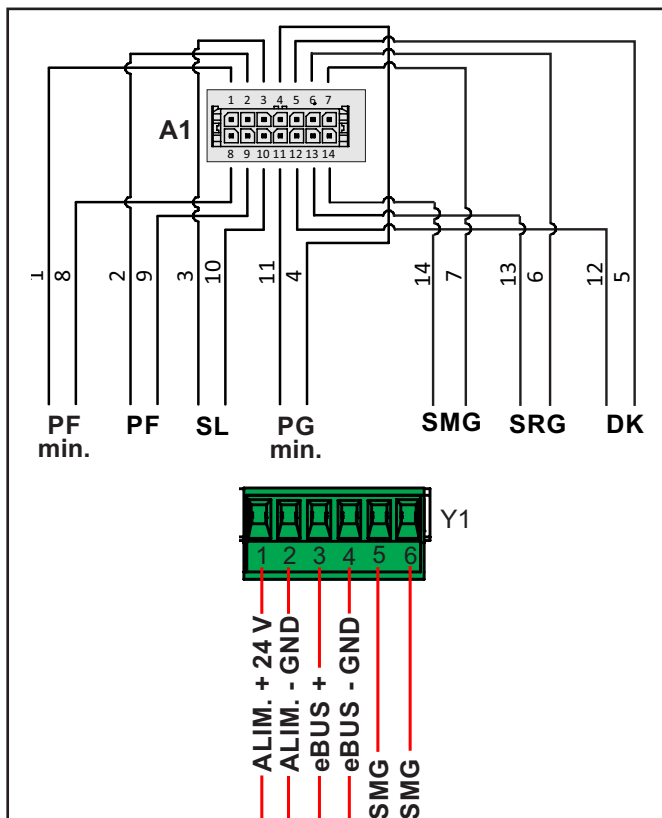 1 2 3 4 5 6 7
A1
8 9 10 11 12 13 14
1 8 2 9 3 10 11 4 14 7 13 6 12 5
PF min.
PF
SL
PG min.
SMG
SRG
DK
Y1
1 2 3 4 5 6
ALIM. + 24 V
ALIM. - GND
eBUS +
eBUS - GND
SMG
SMG